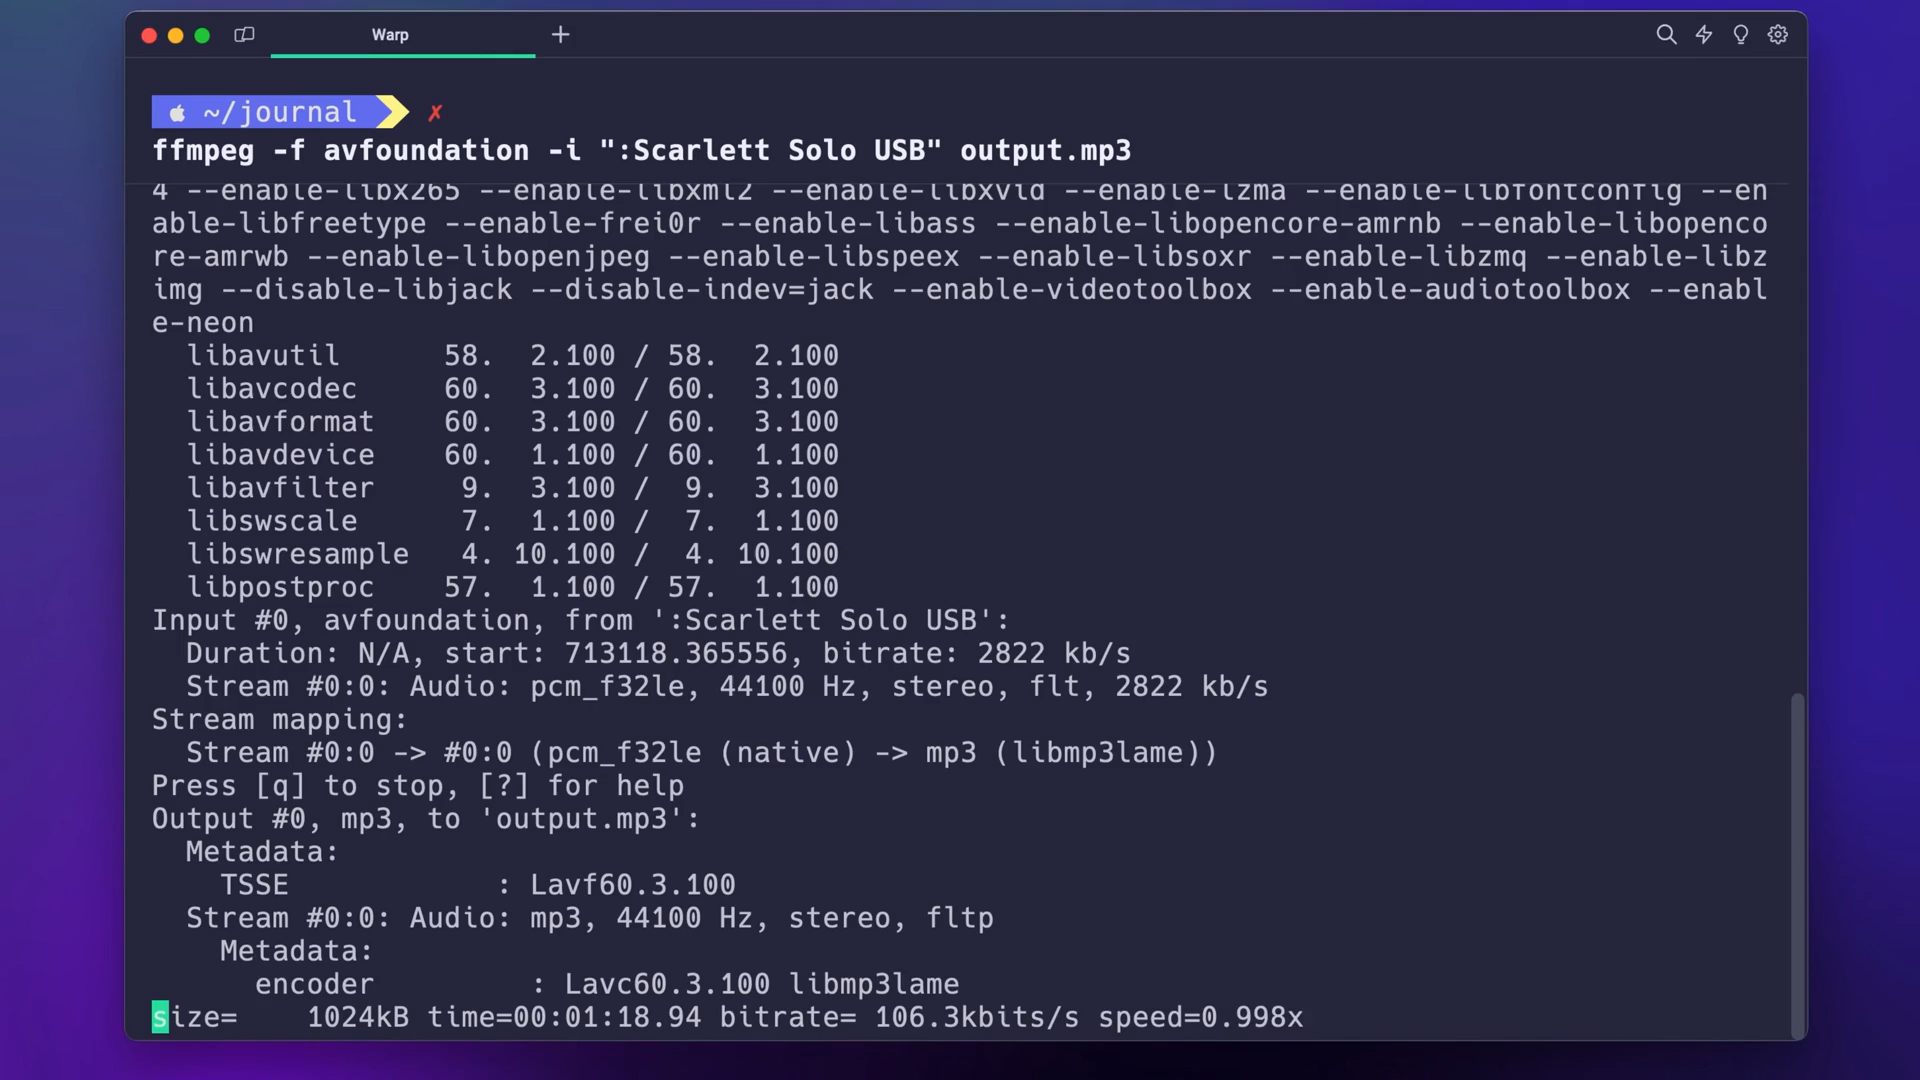 Warp
~/journal ✗
ffmpeg -f avfoundation -i ":Scarlett Solo USB" output.mp3
4 --enable-libx265 --enable-libxml2 --enable-libxvid --enable-lzma --enable-libfontconfig --en
able-libfreetype --enable-frei0r --enable-libass --enable-libopencore-amrnb --enable-libopenco
re-amrwb --enable-libopenjpeg --enable-libspeex --enable-libsoxr --enable-libzmq --enable-libz
img --disable-libjack --disable-indev=jack --enable-videotoolbox --enable-audiotoolbox --enabl
e-neon
  libavutil      58.  2.100 / 58.  2.100
  libavcodec     60.  3.100 / 60.  3.100
  libavformat    60.  3.100 / 60.  3.100
  libavdevice    60.  1.100 / 60.  1.100
  libavfilter     9.  3.100 /  9.  3.100
  libswscale      7.  1.100 /  7.  1.100
  libswresample   4. 10.100 /  4. 10.100
  libpostproc    57.  1.100 / 57.  1.100
Input #0, avfoundation, from ':Scarlett Solo USB':
  Duration: N/A, start: 713118.365556, bitrate: 2822 kb/s
  Stream #0:0: Audio: pcm_f32le, 44100 Hz, stereo, flt, 2822 kb/s
Stream mapping:
  Stream #0:0 -> #0:0 (pcm_f32le (native) -> mp3 (libmp3lame))
Press [q] to stop, [?] for help
Output #0, mp3, to 'output.mp3':
  Metadata:
    TSSE            : Lavf60.3.100
  Stream #0:0: Audio: mp3, 44100 Hz, stereo, fltp
    Metadata:
      encoder         : Lavc60.3.100 libmp3lame
size=    1024kB time=00:01:18.94 bitrate= 106.3kbits/s speed=0.998x